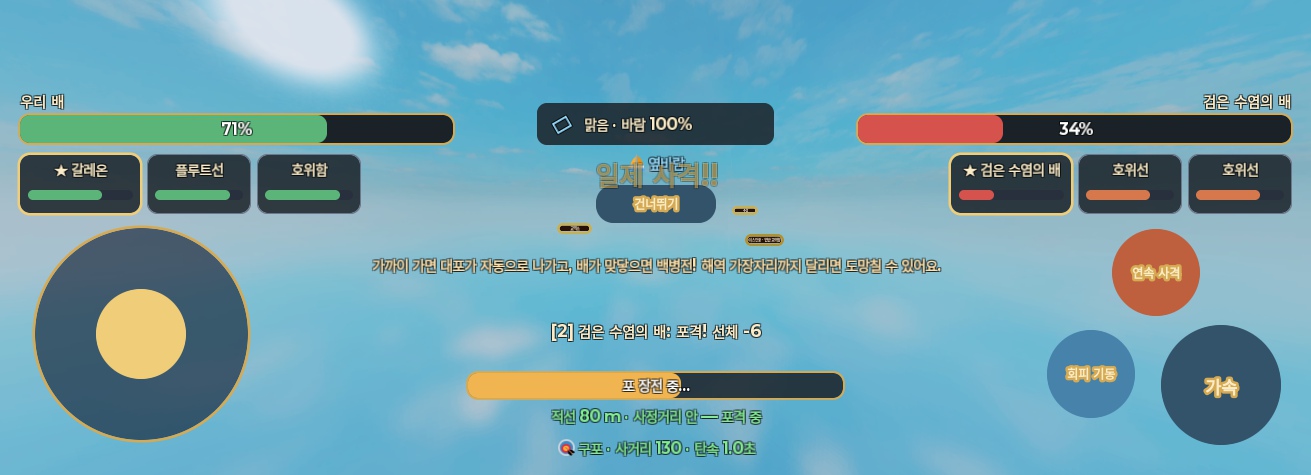 우리 배
71%
★ 갈레온
플루트선
호위함
맑음 · 바람 100%
옆바람
일제 사격!!
건너뛰기
검은 수염의 배
34%
★ 검은 수염의 배
호위선
호위선
가까이 가면 대포가 자동으로 나가고, 배가 맞닿으면 백병전! 해역 가장자리까지 달리면 도망칠 수 있어요.
[2] 검은 수염의 배: 포격! 선체 -6
포 장전 중...
적선 80 m · 사정거리 안 — 포격 중
구포 · 사거리 130 · 탄속 1.0초
연속 사격
회피 기동
가속